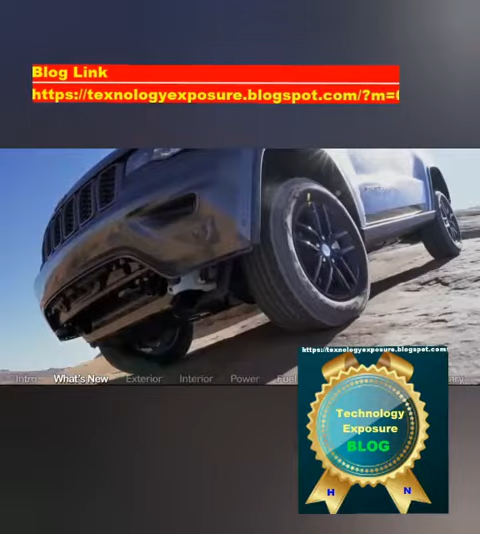 Blog Link
https://texnologyexposure.blogspot.com/?m=
Intro What's New Exterior Interior Power Fuel
https://texnologyexposure.blogspot.com
Technology
Exposure
BLOG
H N